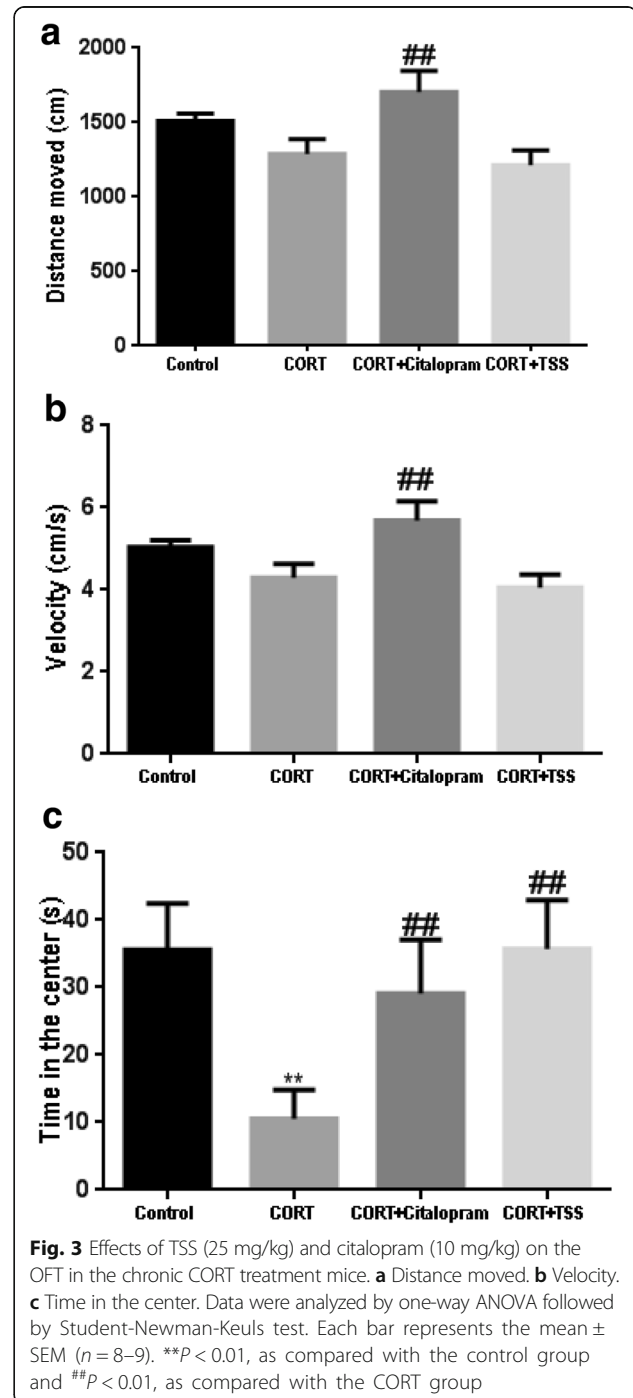 a
2000
##
1500
1000
500
0
Distance moved (cm)
Control CORT CORT+Citalopram CORT+TSS
b
8
##
6
4
2
0
Velocity (cm/s)
Control CORT CORT+Citalopram CORT+TSS
c
50
##
40
##
30
20
**
10
0
Time in the center (s)
Control CORT CORT+Citalopram CORT+TSS
Fig. 3 Effects of TSS (25 mg/kg) and citalopram (10 mg/kg) on the
OFT in the chronic CORT treatment mice. a Distance moved. b Velocity.
c Time in the center. Data were analyzed by one-way ANOVA followed
by Student-Newman-Keuls test. Each bar represents the mean ±
SEM (n = 8–9). **P < 0.01, as compared with the control group
and ##P < 0.01, as compared with the CORT group